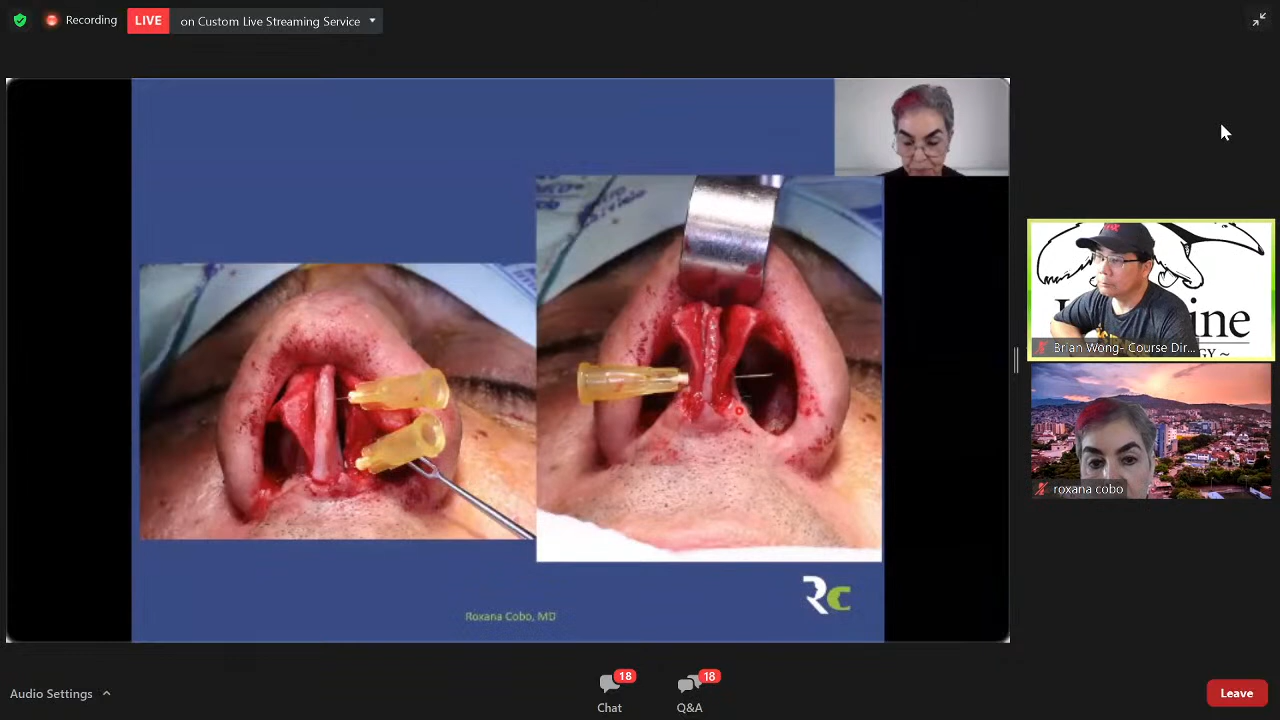 Recording
LIVE
on Custom Live Streaming Service
Brian Wong- Course Dir...
roxana cobo
RC
Roxana Cobo, MD
Audio Settings
18
Chat
18
Q&A
Leave